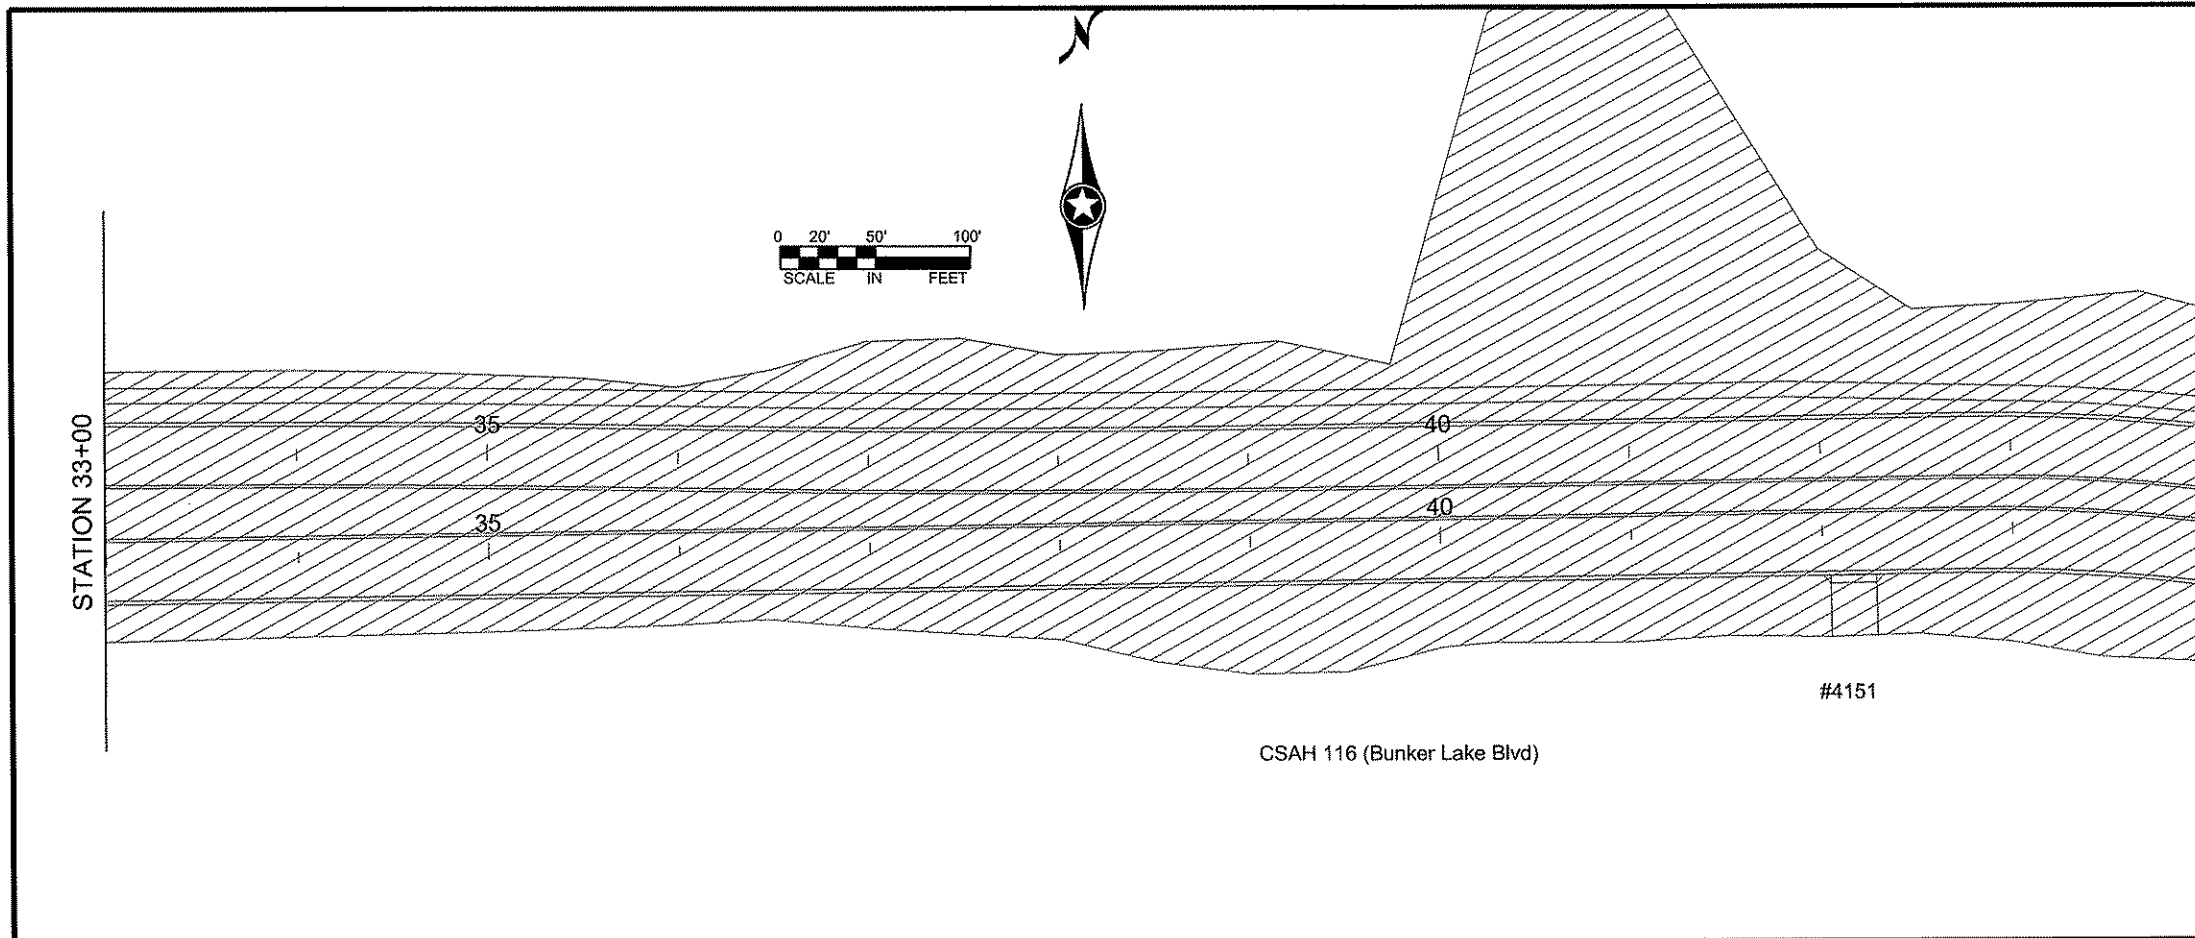 N
0 20' 50' 100'
SCALE IN FEET
STATION 33+00
35 40
35 40
#4151
CSAH 116 (Bunker Lake Blvd)